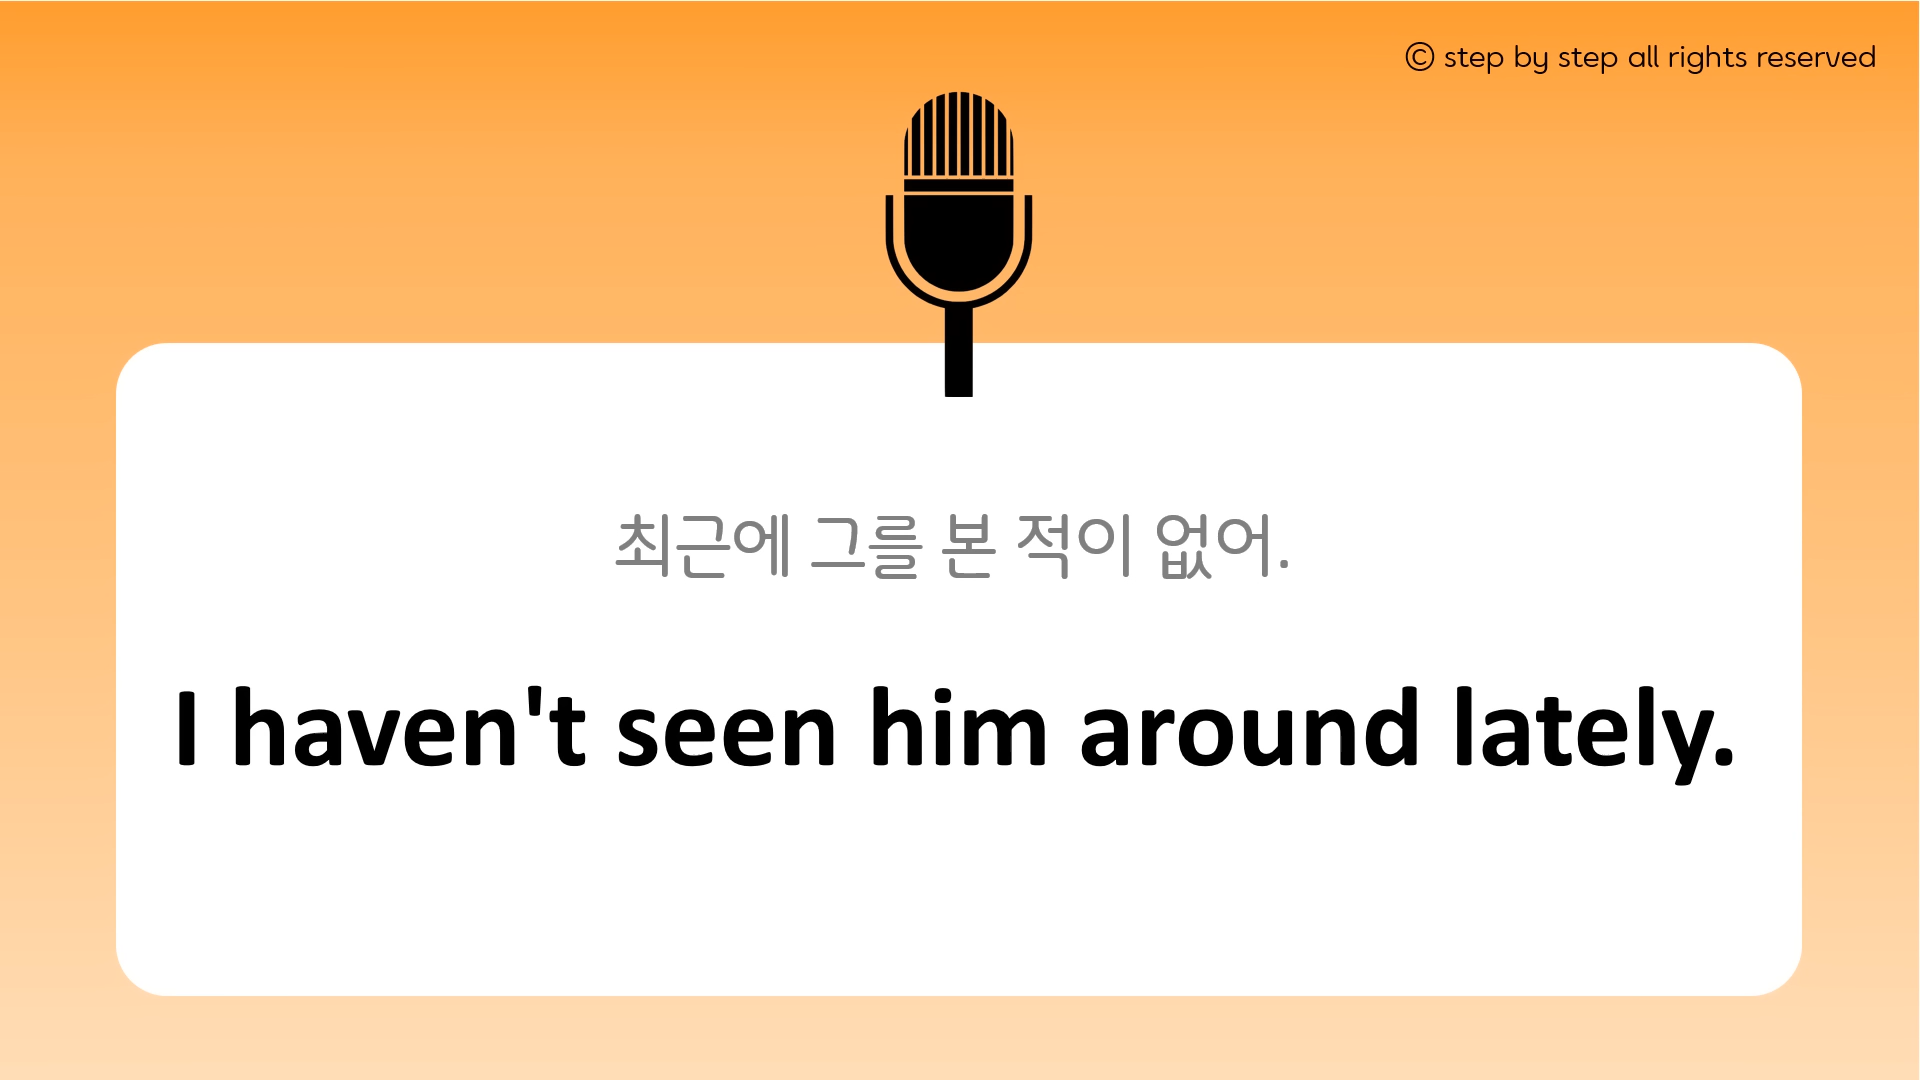 © step by step all rights reserved
최근에 그를 본 적이 없어.
I haven't seen him around lately.